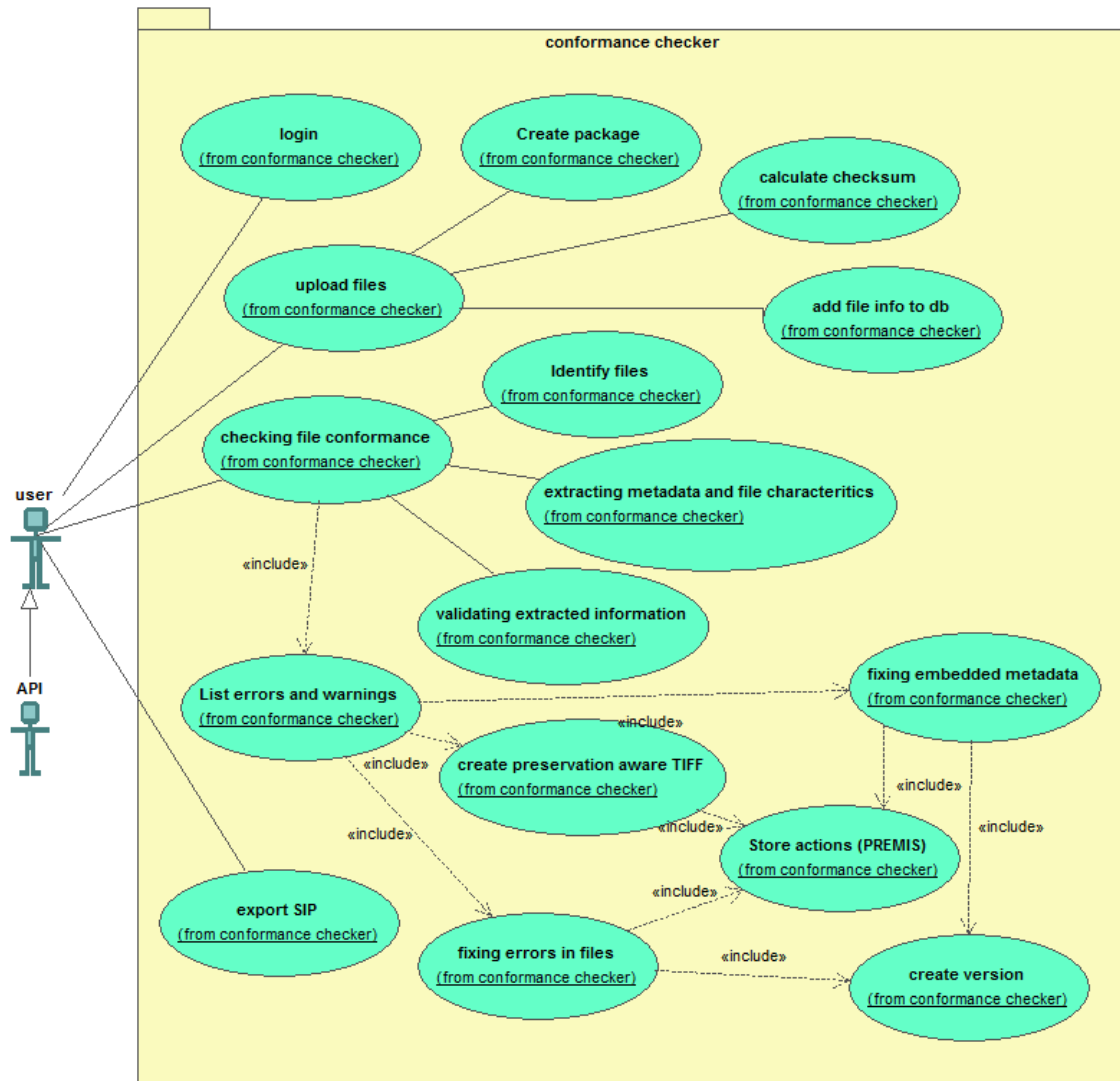 conformance checker
login
(from conformance checker)
Create package
(from conformance checker)
calculate checksum
(from conformance checker)
upload files
(from conformance checker)
add file info to db
(from conformance checker)
Identify files
(from conformance checker)
checking file conformance
(from conformance checker)
extracting metadata and file characteritics
(from conformance checker)
user
«include»
validating extracted information
(from conformance checker)
API
List errors and warnings
(from conformance checker)
fixing embedded metadata
(from conformance checker)
«include»
«include»
create preservation aware TIFF
(from conformance checker)
«include»
«include»
«include»
«include»
Store actions (PREMIS)
(from conformance checker)
«include»
export SIP
(from conformance checker)
fixing errors in files
(from conformance checker)
«include»
create version
(from conformance checker)